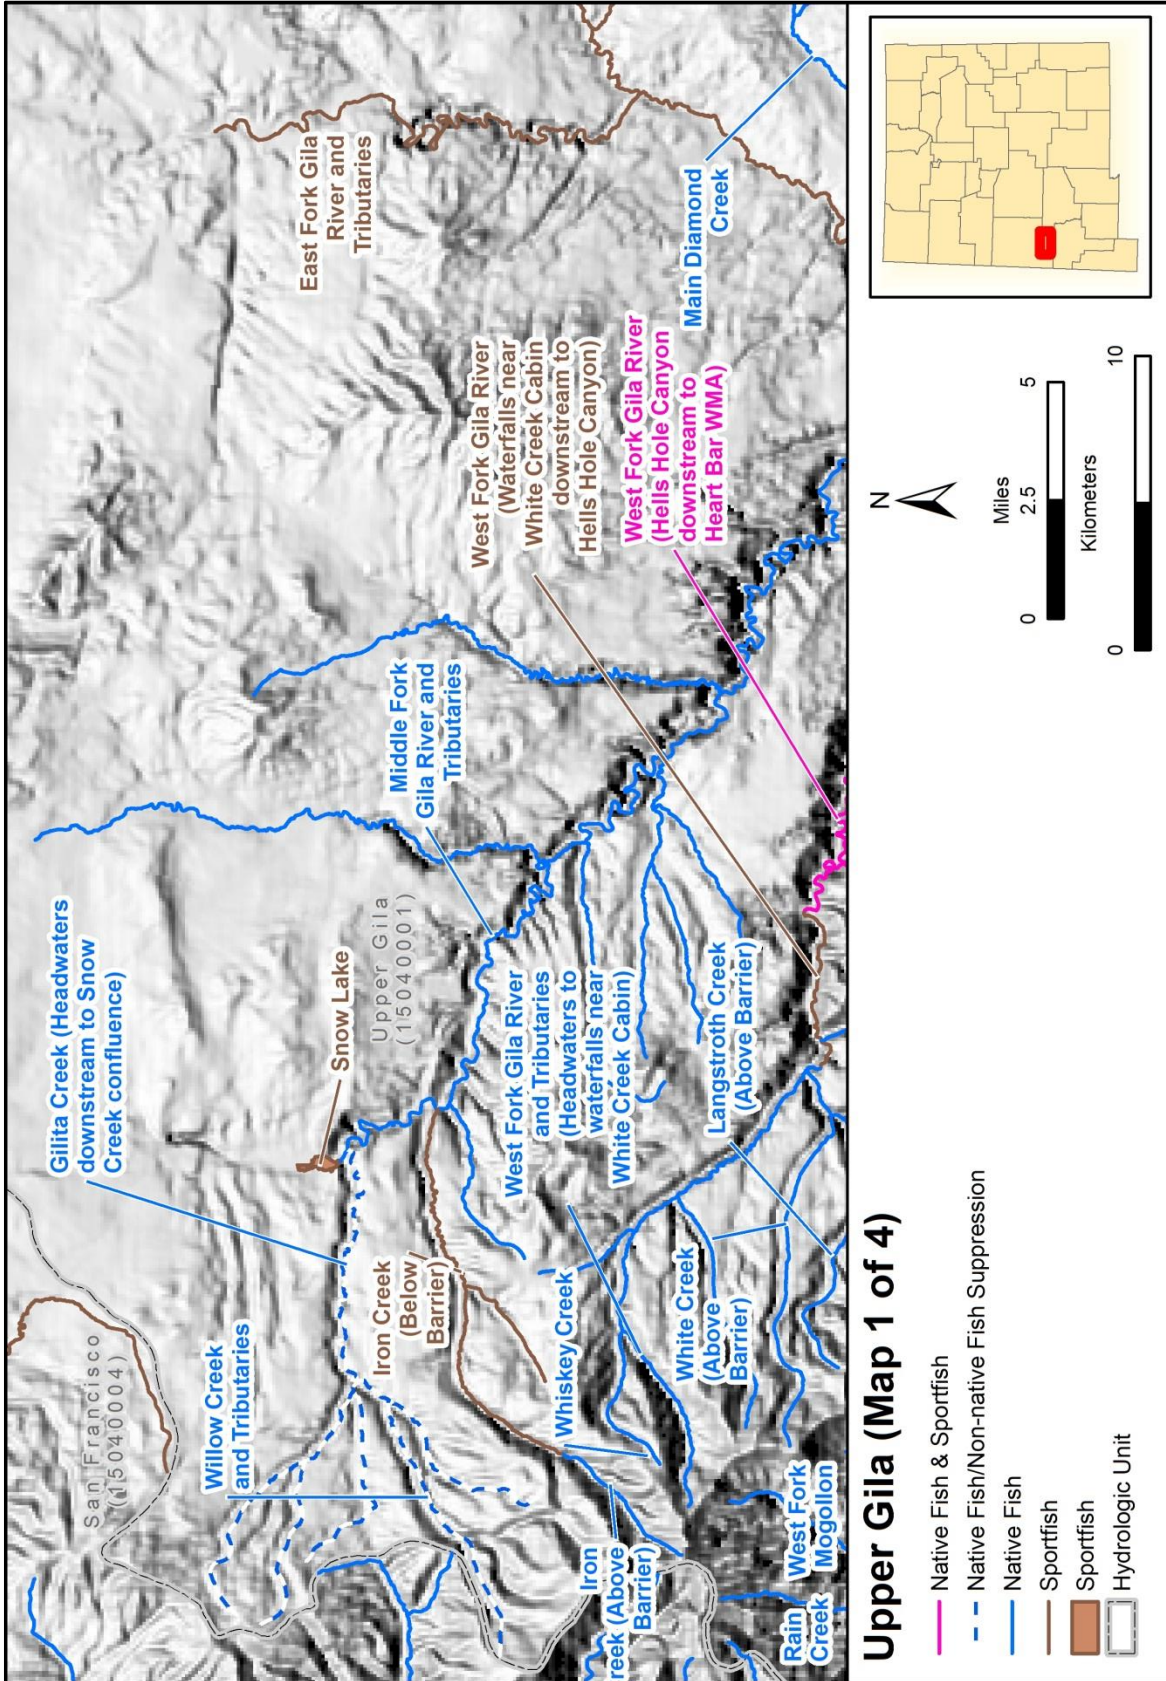 San Francisco
(15040004)
Willow Creek
and Tributaries
Gilita Creek (Headwaters
downstream to Snow
Creek confluence)
Snow Lake
Upper Gila
(15040001)
Iron Creek
(Below
Barrier)
Middle Fork
Gila River and
Tributaries
East Fork Gila
River and
Tributaries
West Fork Gila River
(Waterfalls near
White Creek Cabin
downstream to
Hells Hole Canyon)
West Fork Gila River
and Tributaries
(Headwaters to
waterfalls near
White Creek Cabin)
Whiskey Creek
Iron
reek (Above
Barrier)
White Creek
(Above
Barrier)
Langstroth Creek
(Above Barrier)
West Fork Gila River
(Hells Hole Canyon
downstream to
Heart Bar WMA)
Main Diamond
Creek
Rain
Creek
West Fork
Mogollon
Upper Gila (Map 1 of 4)
Native Fish & Sportfish
Native Fish/Non-native Fish Suppression
Native Fish
Sportfish
Sportfish
Hydrologic Unit
N
Miles
0 2.5 5
Kilometers
0 10